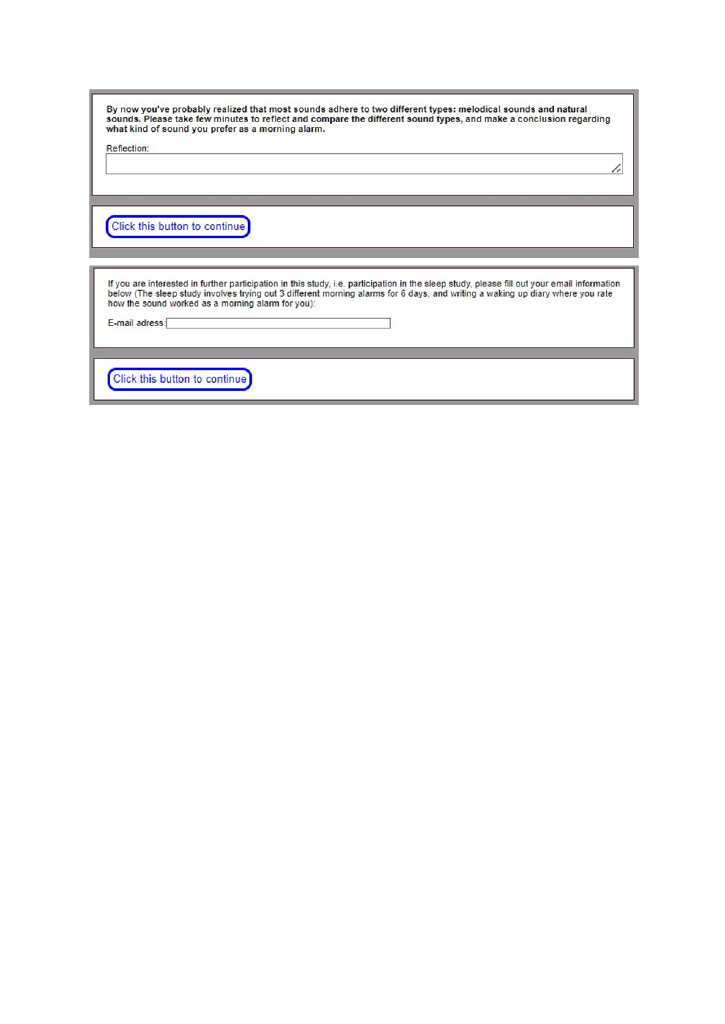 By now you've probably realized that most sounds adhere to two different types: melodical sounds and natural
sounds. Please take few minutes to reflect and compare the different sound types, and make a conclusion regarding
what kind of sound you prefer as a morning alarm.
Reflection:
Click this button to continue
If you are interested in further participation in this study, i.e. participation in the sleep study, please fill out your email information
below (The sleep study involves trying out 3 different morning alarms for 6 days, and writing a waking up diary where you rate
how the sound worked as a morning alarm for you):
E-mail adress:
Click this button to continue